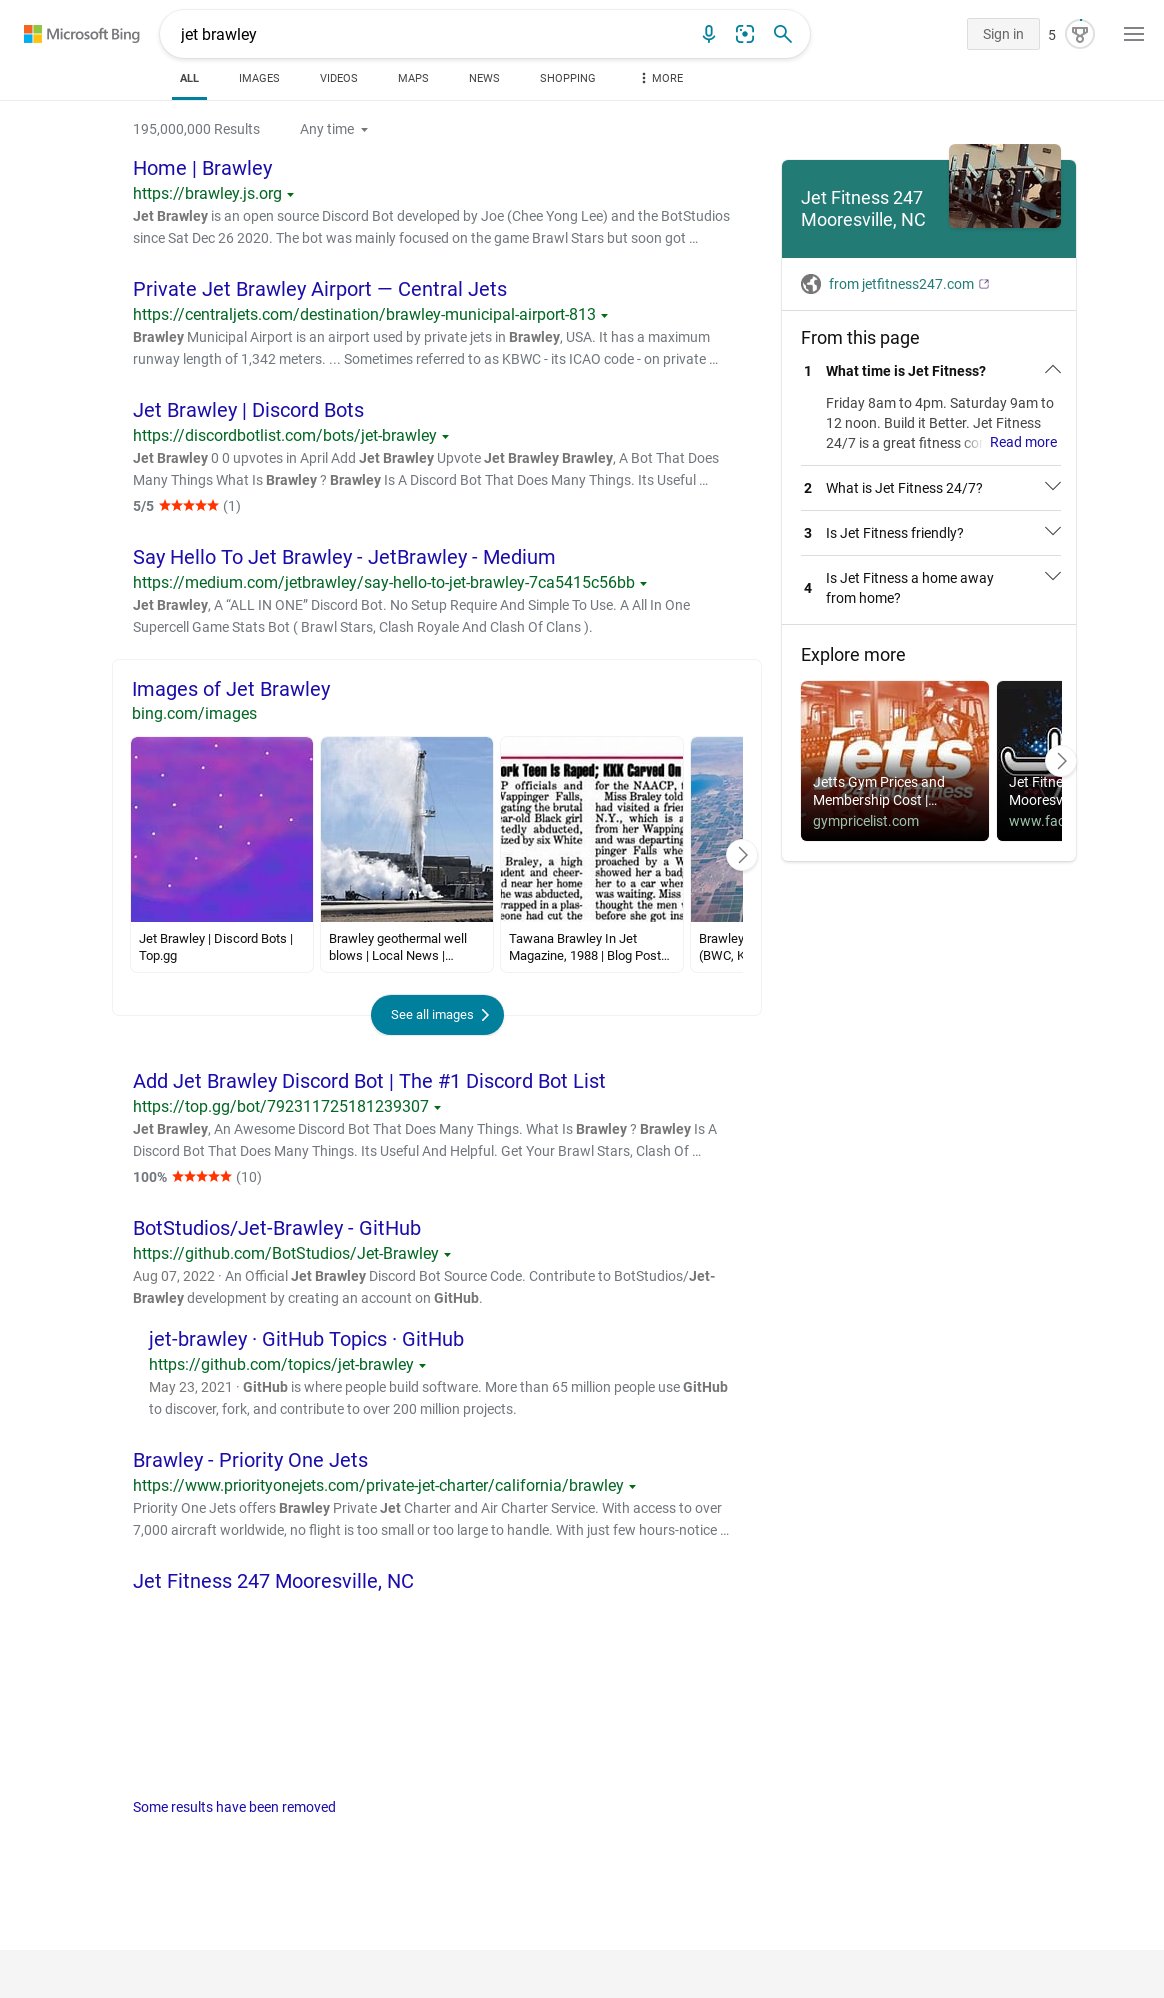 Microsoft Bing
jet brawley
Sign in
5
ALL
IMAGES
VIDEOS
MAPS
NEWS
SHOPPING
MORE
195,000,000 Results
Any time
Home | Brawley
https://brawley.js.org
Jet Brawley is an open source Discord Bot developed by Joe (Chee Yong Lee) and the BotStudios
since Sat Dec 26 2020. The bot was mainly focused on the game Brawl Stars but soon got …
Private Jet Brawley Airport — Central Jets
https://centraljets.com/destination/brawley-municipal-airport-813
Brawley Municipal Airport is an airport used by private jets in Brawley, USA. It has a maximum
runway length of 1,342 meters. ... Sometimes referred to as KBWC - its ICAO code - on private …
Jet Brawley | Discord Bots
https://discordbotlist.com/bots/jet-brawley
Jet Brawley 0 0 upvotes in April Add Jet Brawley Upvote Jet Brawley Brawley, A Bot That Does
Many Things What Is Brawley ? Brawley Is A Discord Bot That Does Many Things. Its Useful …
5/5 (1)
Say Hello To Jet Brawley - JetBrawley - Medium
https://medium.com/jetbrawley/say-hello-to-jet-brawley-7ca5415c56bb
Jet Brawley, A “ALL IN ONE” Discord Bot. No Setup Require And Simple To Use. A All In One
Supercell Game Stats Bot ( Brawl Stars, Clash Royale And Clash Of Clans ).
Images of Jet Brawley
bing.com/images
ork Teen Is Raped; KKK Carved On
P officials and
Wappinger Falls,
gating the brutal
ar-old Black girl
tedly abducted,
ized by six White
Braley, a high
dent and cheer-
d near her home
he was abducted,
wrapped in a plas-
eone had cut the
for the NAACP, t
Miss Braley told
had visited a frie
N.Y., which is a
from her Wapping
and was departing
pinger Falls whe
proached by a W
showed her a bad
her to a car wher
was waiting. Miss
thought the men w
before she got ins
Jet Brawley | Discord Bots |
Top.gg
Brawley geothermal well
blows | Local News |…
Tawana Brawley In Jet
Magazine, 1988 | Blog Post…
Brawley
(BWC, K
See all images
Add Jet Brawley Discord Bot | The #1 Discord Bot List
https://top.gg/bot/792311725181239307
Jet Brawley, An Awesome Discord Bot That Does Many Things. What Is Brawley ? Brawley Is A
Discord Bot That Does Many Things. Its Useful And Helpful. Get Your Brawl Stars, Clash Of …
100% (10)
BotStudios/Jet-Brawley - GitHub
https://github.com/BotStudios/Jet-Brawley
Aug 07, 2022 · An Official Jet Brawley Discord Bot Source Code. Contribute to BotStudios/Jet-
Brawley development by creating an account on GitHub.
jet-brawley · GitHub Topics · GitHub
https://github.com/topics/jet-brawley
May 23, 2021 · GitHub is where people build software. More than 65 million people use GitHub
to discover, fork, and contribute to over 200 million projects.
Brawley - Priority One Jets
https://www.priorityonejets.com/private-jet-charter/california/brawley
Priority One Jets offers Brawley Private Jet Charter and Air Charter Service. With access to over
7,000 aircraft worldwide, no flight is too small or too large to handle. With just few hours-notice …
Jet Fitness 247 Mooresville, NC
Some results have been removed
Jet Fitness 247
Mooresville, NC
from jetfitness247.com
From this page
1 What time is Jet Fitness?
Friday 8am to 4pm. Saturday 9am to
12 noon. Build it Better. Jet Fitness
24/7 is a great fitness co Read more
2 What is Jet Fitness 24/7?
3 Is Jet Fitness friendly?
4 Is Jet Fitness a home away
from home?
Explore more
jetts
24 hour fitness
Jetts Gym Prices and
Membership Cost |…
gympricelist.com
Jet Fitne
Mooresv
www.fac